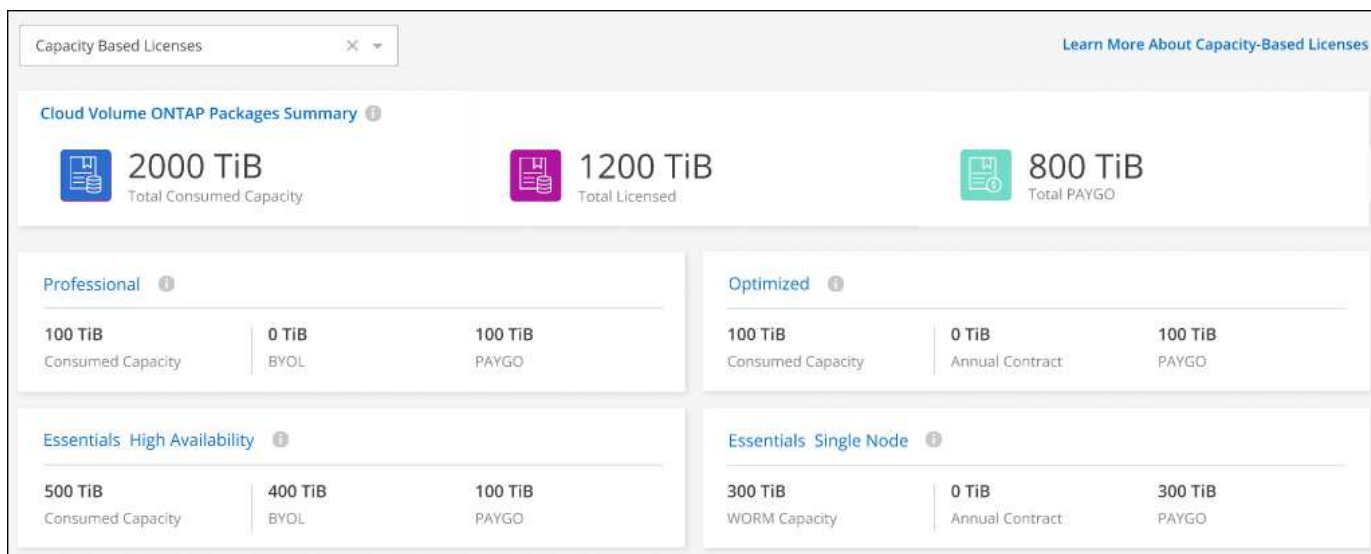 Capacity Based Licenses
Learn More About Capacity-Based Licenses
Cloud Volume ONTAP Packages Summary
2000 TiB
Total Consumed Capacity
1200 TiB
Total Licensed
800 TiB
Total PAYGO
Professional
100 TiB
Consumed Capacity
0 TiB
BYOL
100 TiB
PAYGO
Optimized
100 TiB
Consumed Capacity
0 TiB
Annual Contract
100 TiB
PAYGO
Essentials High Availability
500 TiB
Consumed Capacity
400 TiB
BYOL
100 TiB
PAYGO
Essentials Single Node
300 TiB
WORM Capacity
0 TiB
Annual Contract
300 TiB
PAYGO